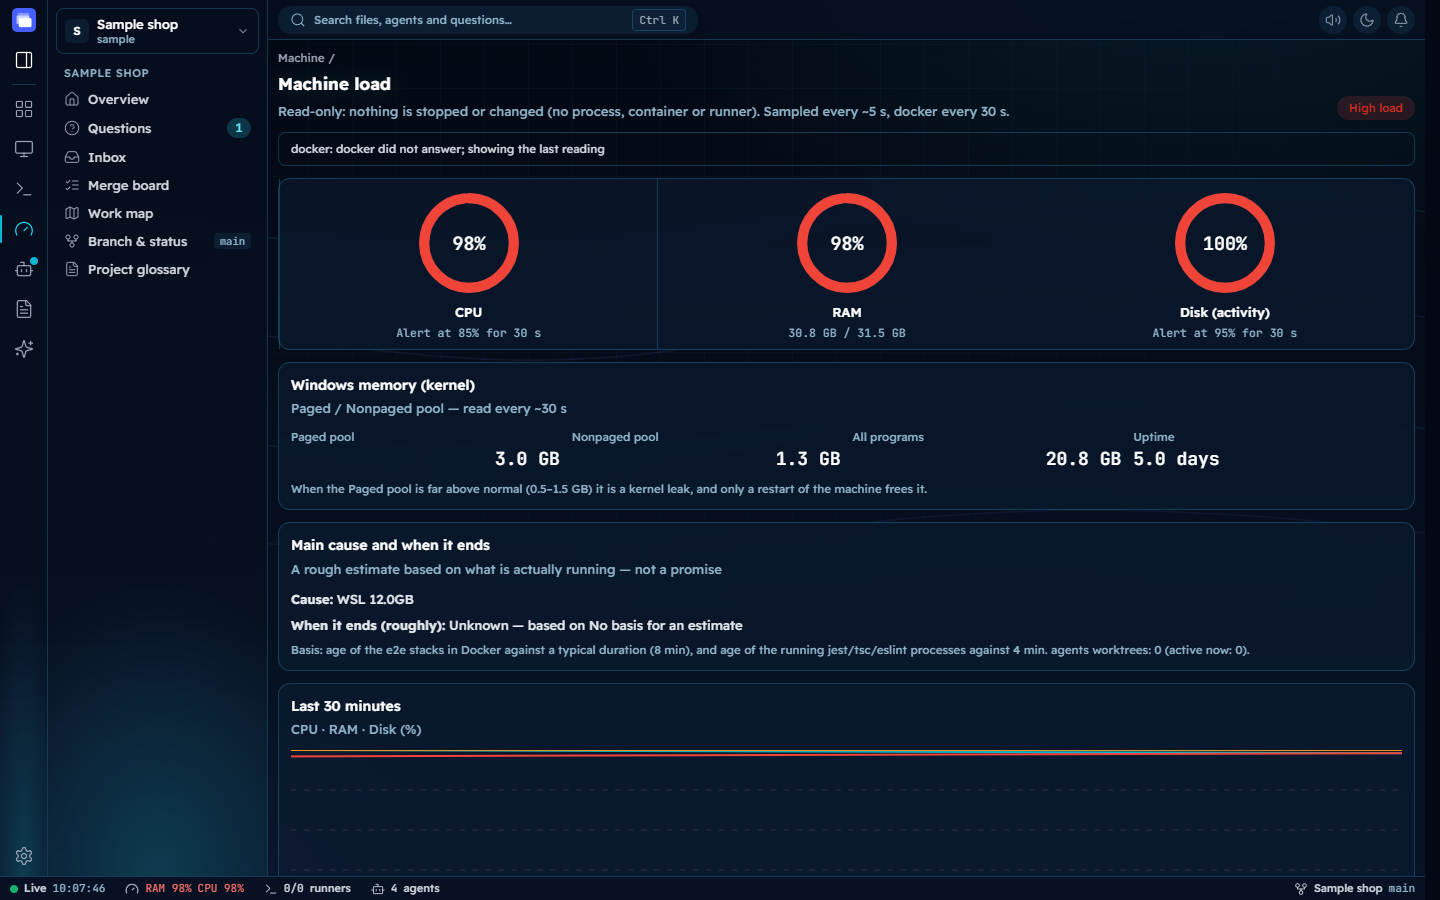 Sample shop
sample
S
Search files, agents and questions...
Ctrl K
SAMPLE SHOP
Overview
Questions
1
Inbox
Merge board
Work map
Branch & status
main
Project glossary
Machine /
Machine load
Read-only: nothing is stopped or changed (no process, container or runner). Sampled every ~5 s, docker every 30 s.
High load
docker: docker did not answer; showing the last reading
98%
CPU
Alert at 85% for 30 s
98%
RAM
30.8 GB / 31.5 GB
100%
Disk (activity)
Alert at 95% for 30 s
Windows memory (kernel)
Paged / Nonpaged pool — read every ~30 s
Paged pool
3.0 GB
Nonpaged pool
1.3 GB
All programs
20.8 GB
Uptime
5.0 days
When the Paged pool is far above normal (0.5–1.5 GB) it is a kernel leak, and only a restart of the machine frees it.
Main cause and when it ends
A rough estimate based on what is actually running — not a promise
Cause: WSL 12.0GB
When it ends (roughly): Unknown — based on No basis for an estimate
Basis: age of the e2e stacks in Docker against a typical duration (8 min), and age of the running jest/tsc/eslint processes against 4 min. agents worktrees: 0 (active now: 0).
Last 30 minutes
CPU · RAM · Disk (%)
Live 10:07:46
RAM 98% CPU 98%
0/0 runners
4 agents
Sample shop main